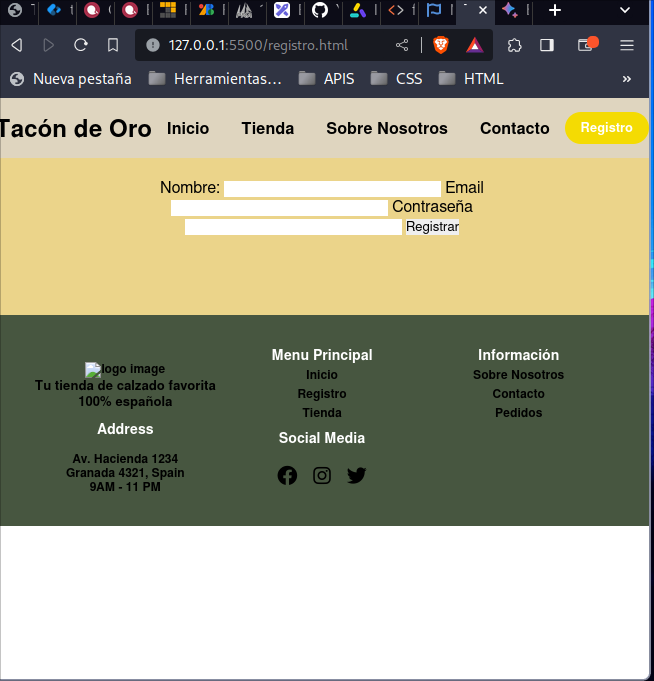 127.0.0.1:5500/registro.html
Nueva pestaña Herramientas... APIS CSS HTML »
Tacón de Oro Inicio Tienda Sobre Nosotros Contacto Registro
Nombre: Email
Contraseña
Registrar
logo image
Tu tienda de calzado favorita
100% española
Address
Av. Hacienda 1234
Granada 4321, Spain
9AM - 11 PM
Menu Principal
Inicio
Registro
Tienda
Social Media
Información
Sobre Nosotros
Contacto
Pedidos